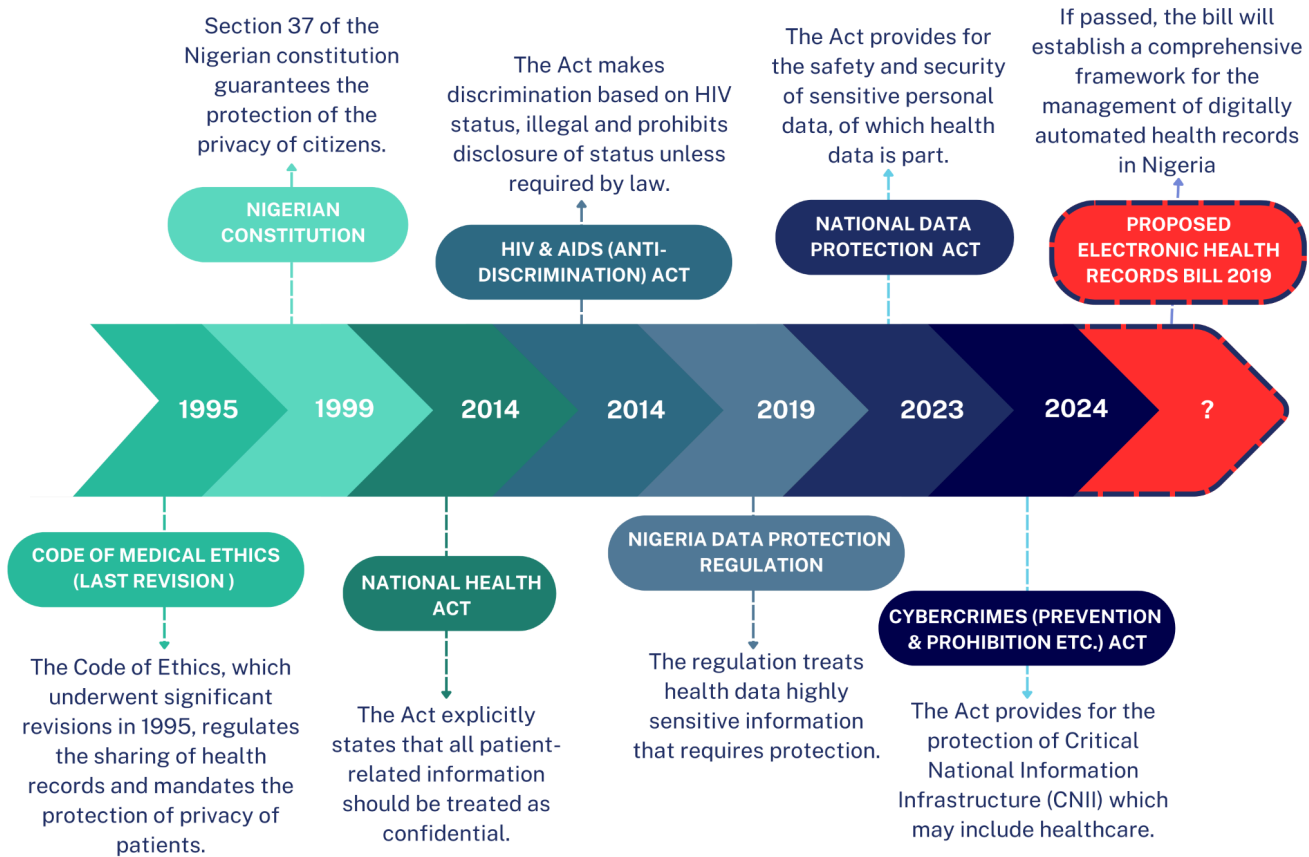 Section 37 of the
Nigerian constitution
guarantees the
protection of the
privacy of citizens.
NIGERIAN
CONSTITUTION
The Act makes
discrimination based on HIV
status, illegal and prohibits
disclosure of status unless
required by law.
HIV & AIDS (ANTI-
DISCRIMINATION) ACT
The Act provides for
the safety and security
of sensitive personal
data, of which health
data is part.
NATIONAL DATA
PROTECTION ACT
If passed, the bill will
establish a comprehensive
framework for the
management of digitally
automated health records
in Nigeria
PROPOSED
ELECTRONIC HEALTH
RECORDS BILL 2019
1995
1999
2014
2014
2019
2023
2024
?
CODE OF MEDICAL ETHICS
(LAST REVISION )
The Code of Ethics, which
underwent significant
revisions in 1995, regulates
the sharing of health
records and mandates the
protection of privacy of
patients.
NATIONAL HEALTH
ACT
The Act explicitly
states that all patient-
related information
should be treated as
confidential.
NIGERIA DATA PROTECTION
REGULATION
The regulation treats
health data highly
sensitive information
that requires protection.
CYBERCRIMES (PREVENTION
& PROHIBITION ETC.) ACT
The Act provides for the
protection of Critical
National Information
Infrastructure (CNII) which
may include healthcare.